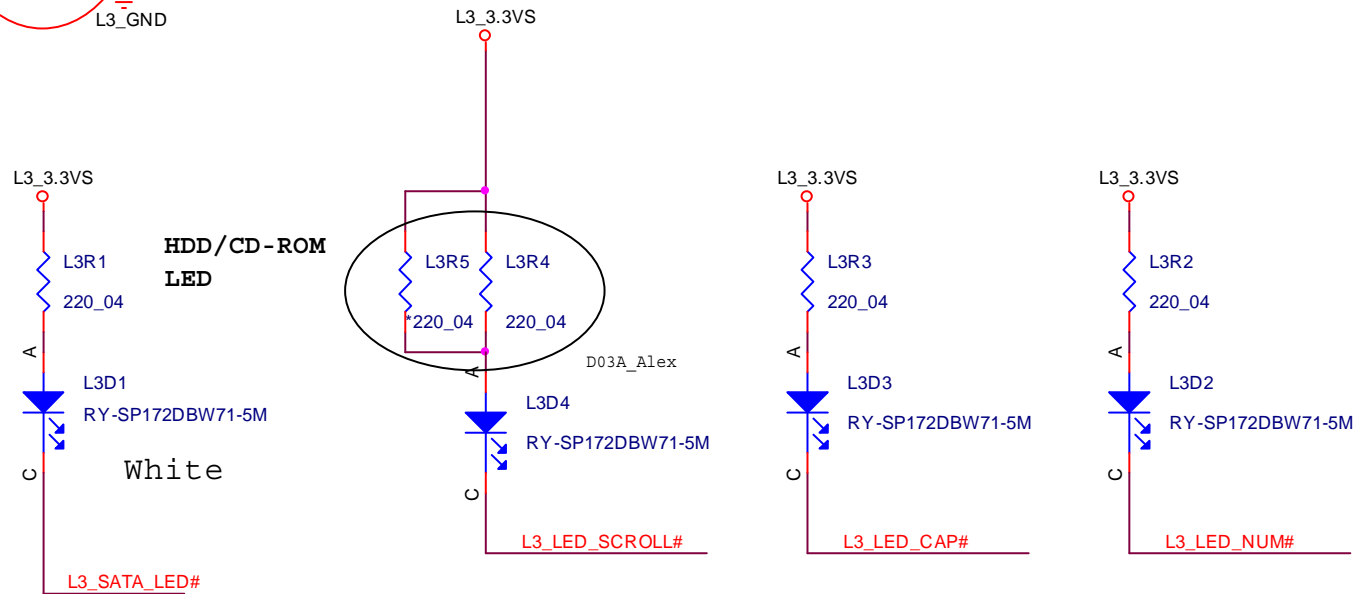 L3_GND
L3_3.3VS
L3_3.3VS
L3R1
220_04
HDD/CD-ROM
LED
A
L3D1
RY-SP172DBW71-5M
White
C
L3_SATA_LED#
L3R5
*220_04
L3R4
220_04
D03A_Alex
A
L3D4
RY-SP172DBW71-5M
C
L3_LED_SCROLL#
L3_3.3VS
L3R3
220_04
A
L3D3
RY-SP172DBW71-5M
C
L3_LED_CAP#
L3_3.3VS
L3R2
220_04
A
L3D2
RY-SP172DBW71-5M
C
L3_LED_NUM#